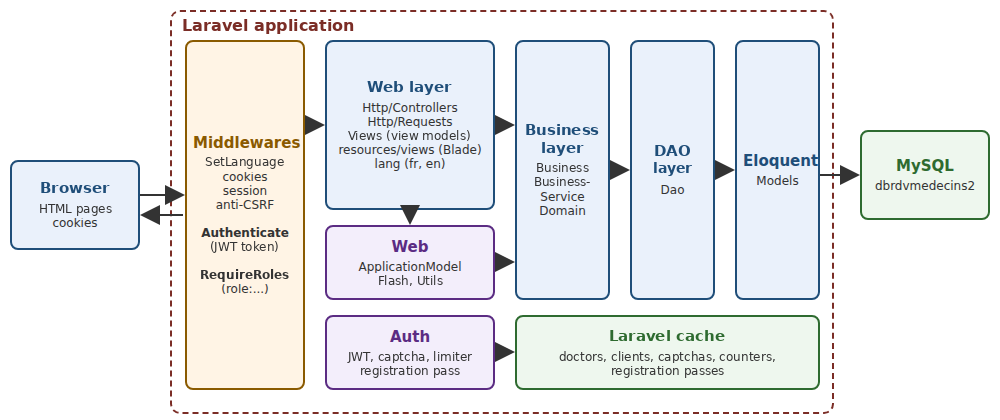 Laravel application
Browser
HTML pages
cookies
Middlewares
SetLanguage
cookies
session
anti-CSRF
Authenticate
(JWT token)
RequireRoles
(role:...)
Web layer
Http/Controllers
Http/Requests
Views (view models)
resources/views (Blade)
lang (fr, en)
Web
ApplicationModel
Flash, Utils
Auth
JWT, captcha, limiter
registration pass
Business
layer
Business
Business-
Service
Domain
DAO
layer
Dao
Eloquent
Models
Laravel cache
doctors, clients, captchas, counters,
registration passes
MySQL
dbrdvmedecins2